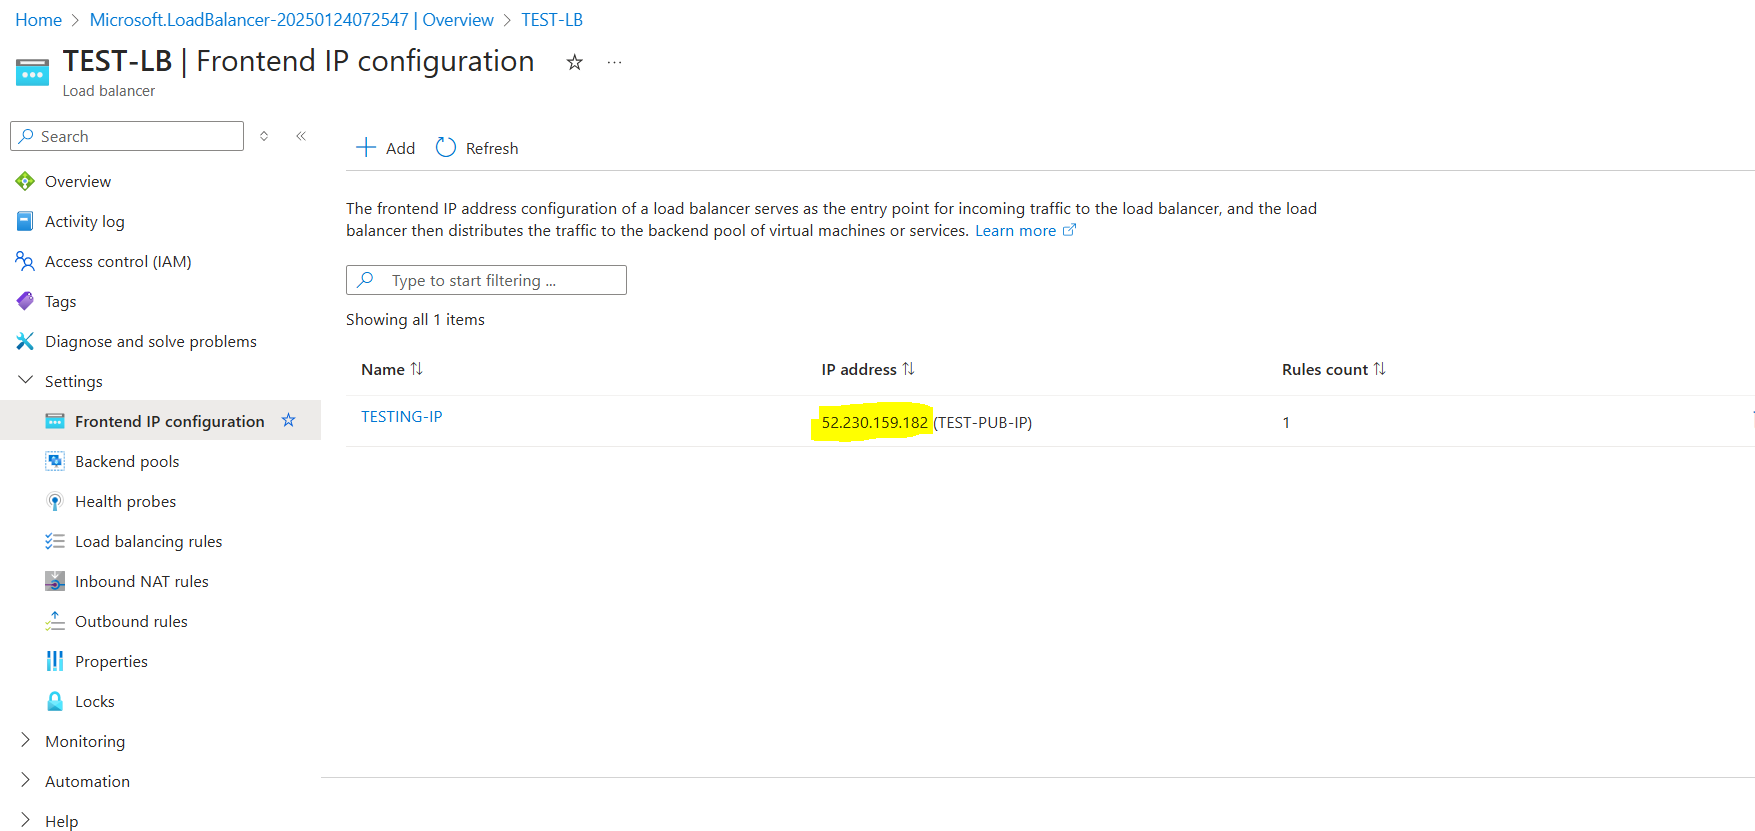 Home > Microsoft.LoadBalancer-20250124072547 | Overview > TEST-LB
TEST-LB | Frontend IP configuration
Load balancer
Search
Overview
Activity log
Access control (IAM)
Tags
Diagnose and solve problems
Settings
Frontend IP configuration
Backend pools
Health probes
Load balancing rules
Inbound NAT rules
Outbound rules
Properties
Locks
Monitoring
Automation
Help
Add Refresh
The frontend IP address configuration of a load balancer serves as the entry point for incoming traffic to the load balancer, and the load
balancer then distributes the traffic to the backend pool of virtual machines or services. Learn more
Type to start filtering ...
Showing all 1 items
Name IP address Rules count
TESTING-IP 52.230.159.182 (TEST-PUB-IP) 1